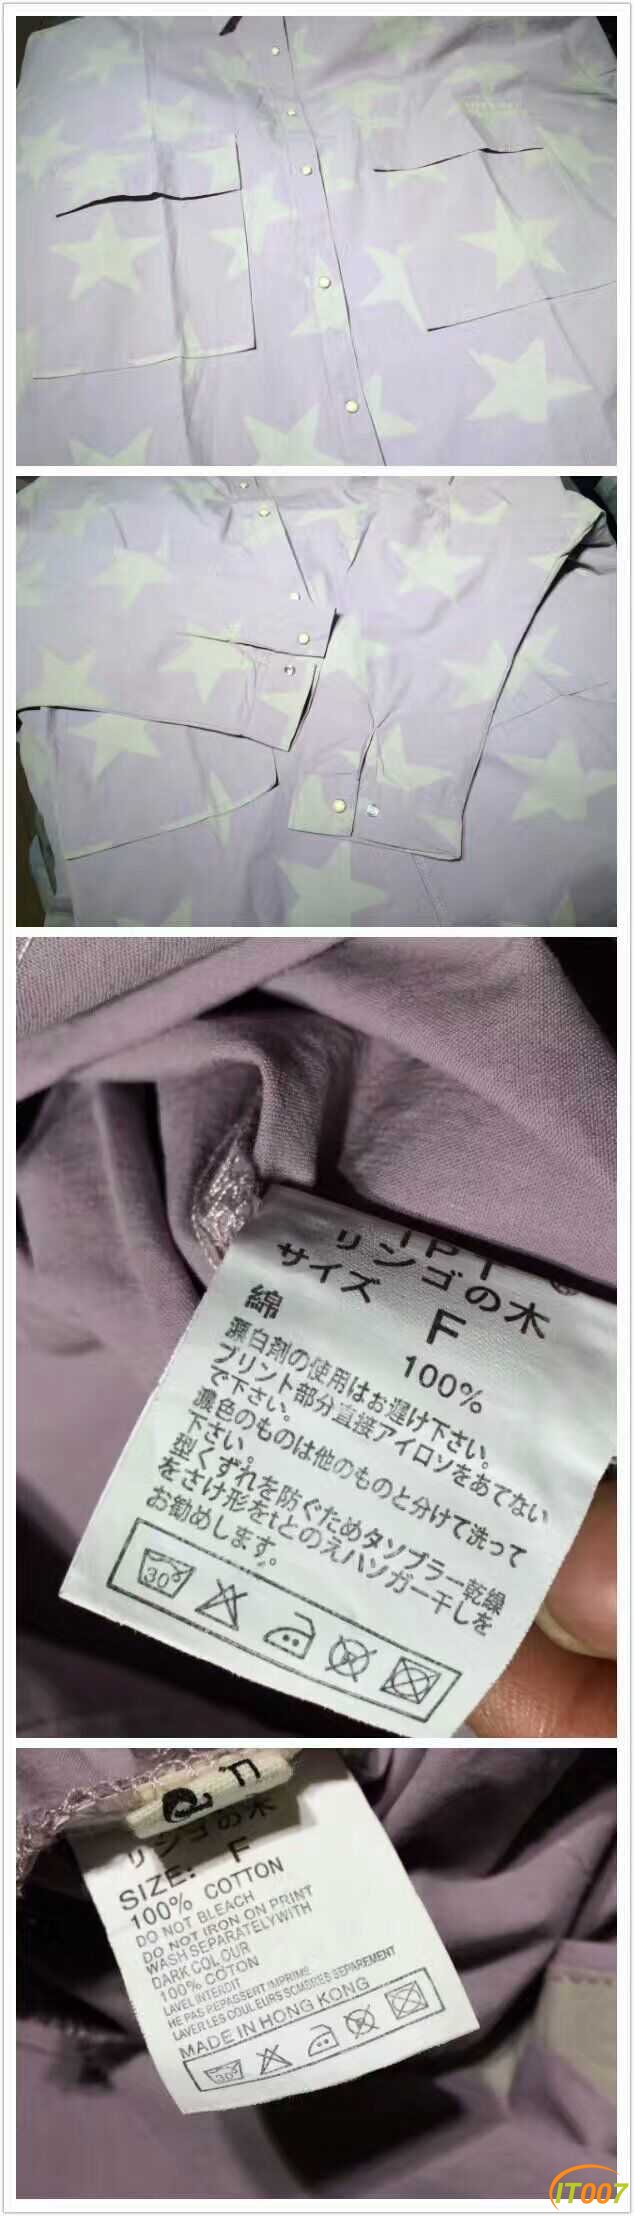 リンゴの木
サイズ F
綿 100%
漂白剤の使用はお遅け下さい。
プリント部分直接アイロンをあてない
で下さい。
濃色のものは他のものと分けて洗って
下さい。
型くずれを防ぐためタソブラー乾燥
をさけ形をtとのえハンガー干しを
お勧めします。
30
en
リンゴの木
SIZE: F
100% COTTON
DO NOT BLEACH
DO NOT IRON ON PRINT
WASH SEPARATELYWITH
DARK COLOUR
100% COTON
LAVEL INTERDIT
HE PAS REPASSERT IMPRIME
LAVER LES COULEURS SOMBRES SEPAREMENT
MADE IN HONG KONG
30
IT007